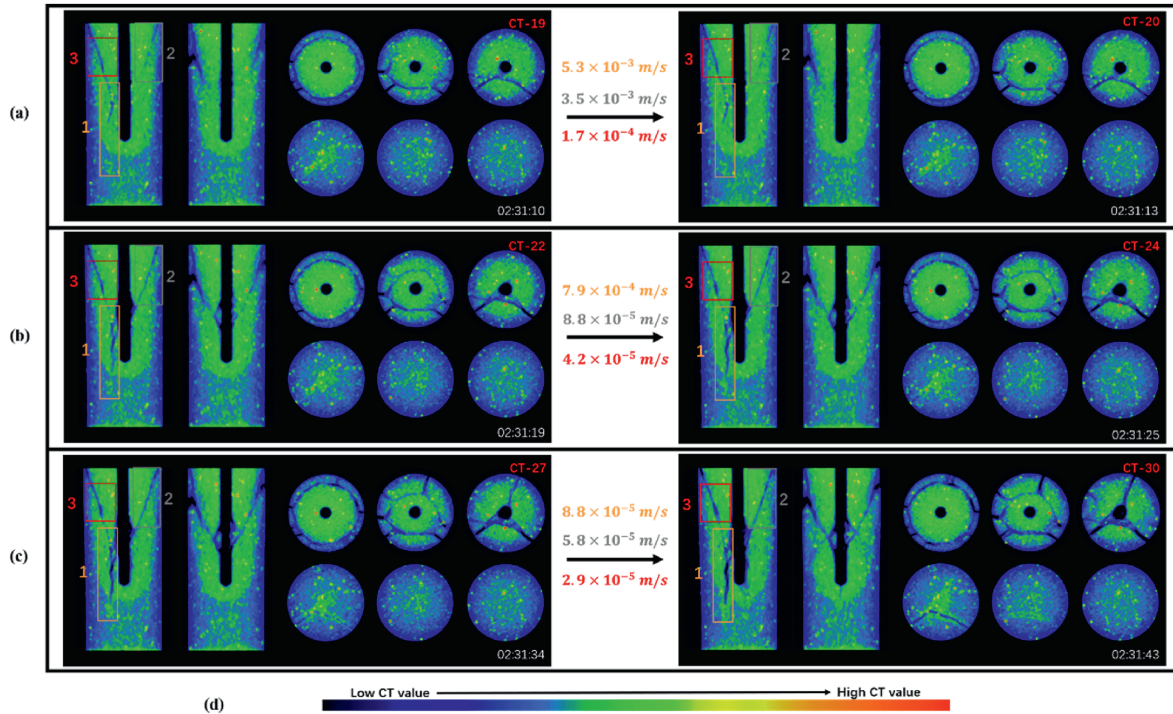 CT-19
CT-20
3
2
1
5.3 × 10⁻³ m/s
3.5 × 10⁻³ m/s
1.7 × 10⁻⁴ m/s
3
2
1
(a)
02:31:10
02:31:13
CT-22
CT-24
3
2
1
7.9 × 10⁻⁴ m/s
8.8 × 10⁻⁵ m/s
4.2 × 10⁻⁵ m/s
3
2
1
(b)
02:31:19
02:31:25
CT-27
CT-30
3
2
1
8.8 × 10⁻⁵ m/s
5.8 × 10⁻⁵ m/s
2.9 × 10⁻⁵ m/s
3
2
1
(c)
02:31:34
02:31:43
(d)
Low CT value
High CT value